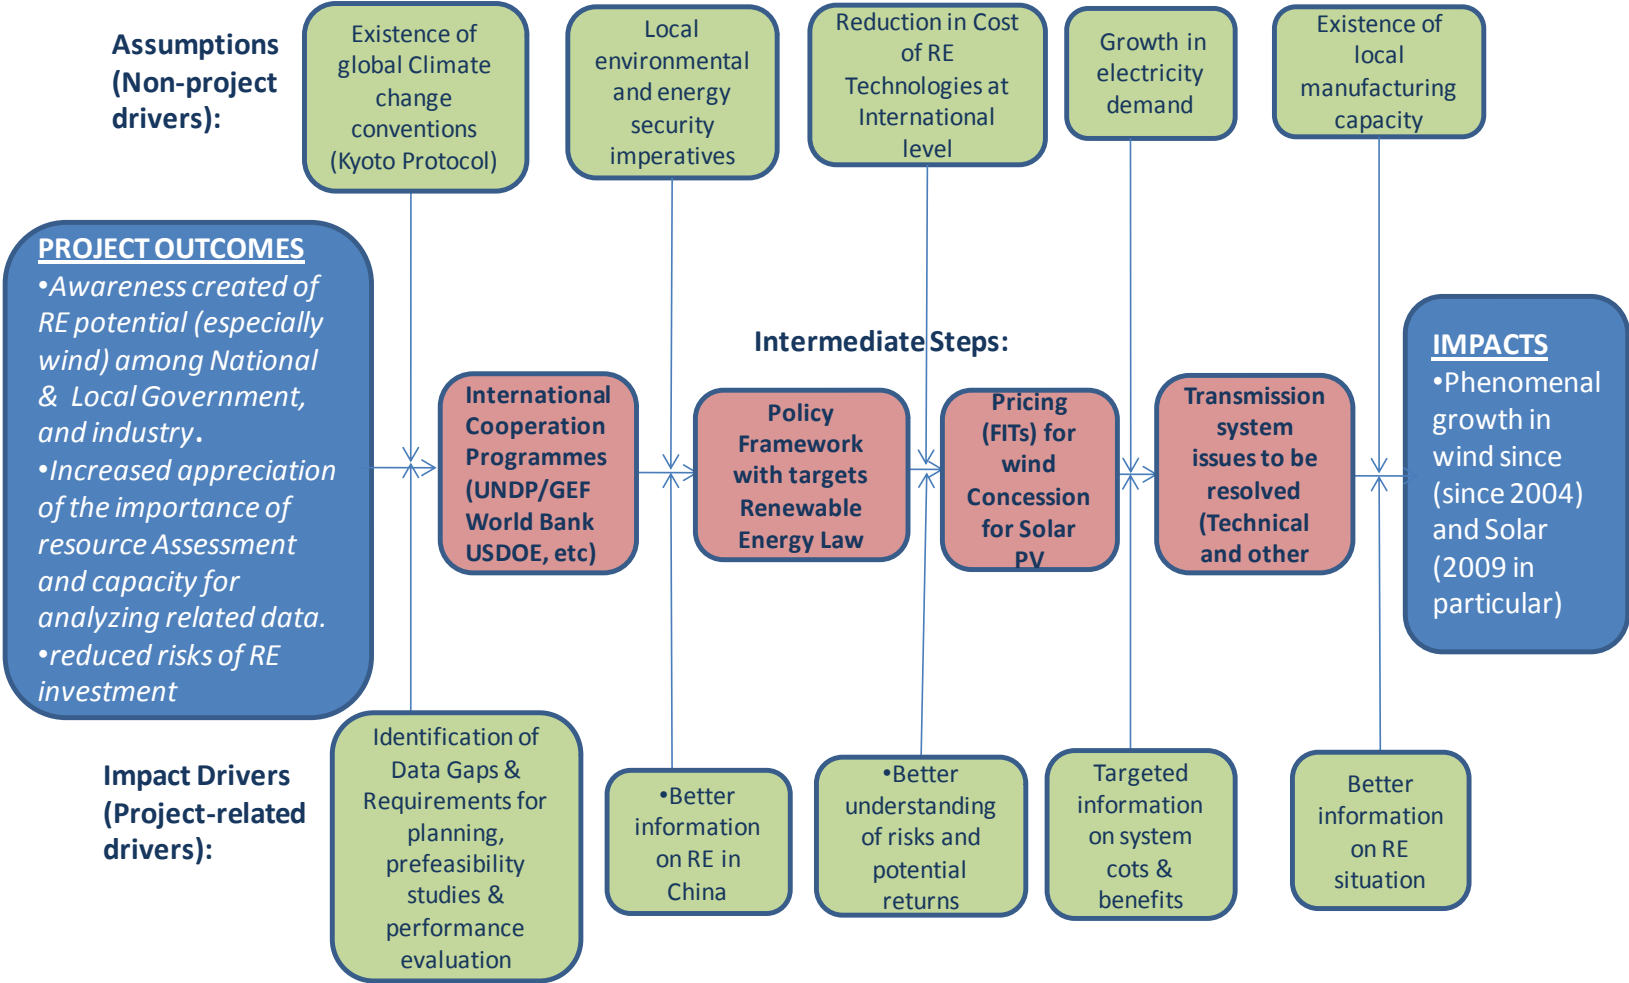 Assumptions
(Non-project
drivers):
Existence of
global Climate
change
conventions
(Kyoto Protocol)
Local
environmental
and energy
security
imperatives
Reduction in Cost
of RE
Technologies at
International
level
Growth in
electricity
demand
Existence of
local
manufacturing
capacity
PROJECT OUTCOMES
•Awareness created of
RE potential (especially
wind) among National
& Local Government,
and industry.
•Increased appreciation
of the importance of
resource Assessment
and capacity for
analyzing related data.
•reduced risks of RE
investment
Intermediate Steps:
International
Cooperation
Programmes
(UNDP/GEF
World Bank
USDOE, etc)
Policy
Framework
with targets
Renewable
Energy Law
Pricing
(FITs) for
wind
Concession
for Solar
PV
Transmission
system
issues to be
resolved
(Technical
and other
IMPACTS
•Phenomenal
growth in
wind since
(since 2004)
and Solar
(2009 in
particular)
Impact Drivers
(Project-related
drivers):
Identification of
Data Gaps &
Requirements for
planning,
prefeasibility
studies &
performance
evaluation
•Better
information
on RE in
China
•Better
understanding
of risks and
potential
returns
Targeted
information
on system
cots &
benefits
Better
information
on RE
situation